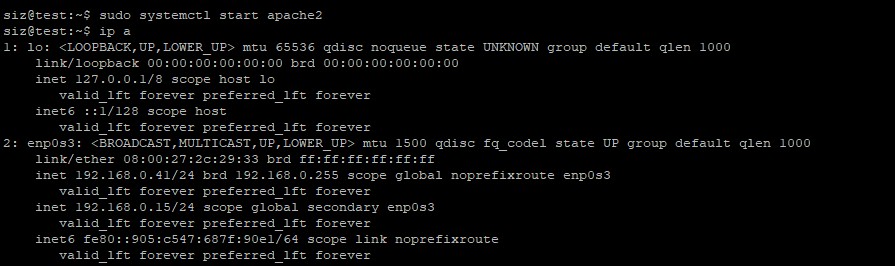 siz@test:~$ sudo systemctl start apache2
siz@test:~$ ip a
1: lo: <LOOPBACK,UP,LOWER_UP> mtu 65536 qdisc noqueue state UNKNOWN group default qlen 1000
    link/loopback 00:00:00:00:00:00 brd 00:00:00:00:00:00
    inet 127.0.0.1/8 scope host lo
       valid_lft forever preferred_lft forever
    inet6 ::1/128 scope host
       valid_lft forever preferred_lft forever
2: enp0s3: <BROADCAST,MULTICAST,UP,LOWER_UP> mtu 1500 qdisc fq_codel state UP group default qlen 1000
    link/ether 08:00:27:2c:29:33 brd ff:ff:ff:ff:ff:ff
    inet 192.168.0.41/24 brd 192.168.0.255 scope global noprefixroute enp0s3
       valid_lft forever preferred_lft forever
    inet 192.168.0.15/24 scope global secondary enp0s3
       valid_lft forever preferred_lft forever
    inet6 fe80::905:c547:687f:90e1/64 scope link noprefixroute
       valid_lft forever preferred_lft forever